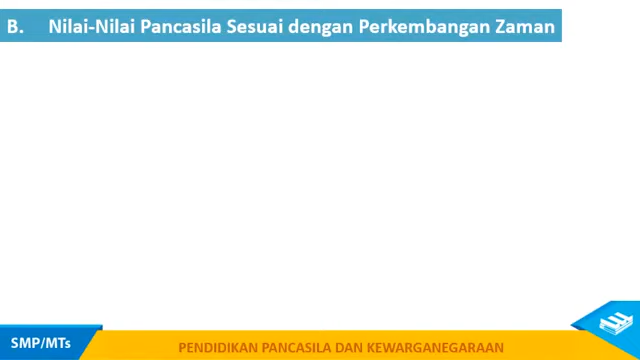 B. Nilai-Nilai Pancasila Sesuai dengan Perkembangan Zaman
SMP/MTs
PENDIDIKAN PANCASILA DAN KEWARGANEGARAAN